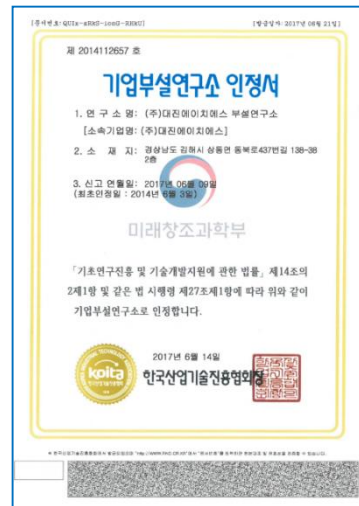 제 2014112657 호
기업부설연구소 인정서
1. 연 구 소 명: (주)대진에이치에스 부설연구소
[소속기업명: (주)대진에이치에스]
2. 소 재 지: 경상남도 김해시 상동면 동북로437번길 138-38
2층
3. 신고 연월일: 2017년 06월 09일
(최초인정일 : 2014년 6월 3일)
미래창조과학부
「기초연구진흥 및 기술개발지원에 관한 법률」 제14조의
2제1항 및 같은 법 시행령 제27조제1항에 따라 위와 같이
기업부설연구소로 인정합니다.
2017년 6월 14일
koita
한국산업기술진흥협회장